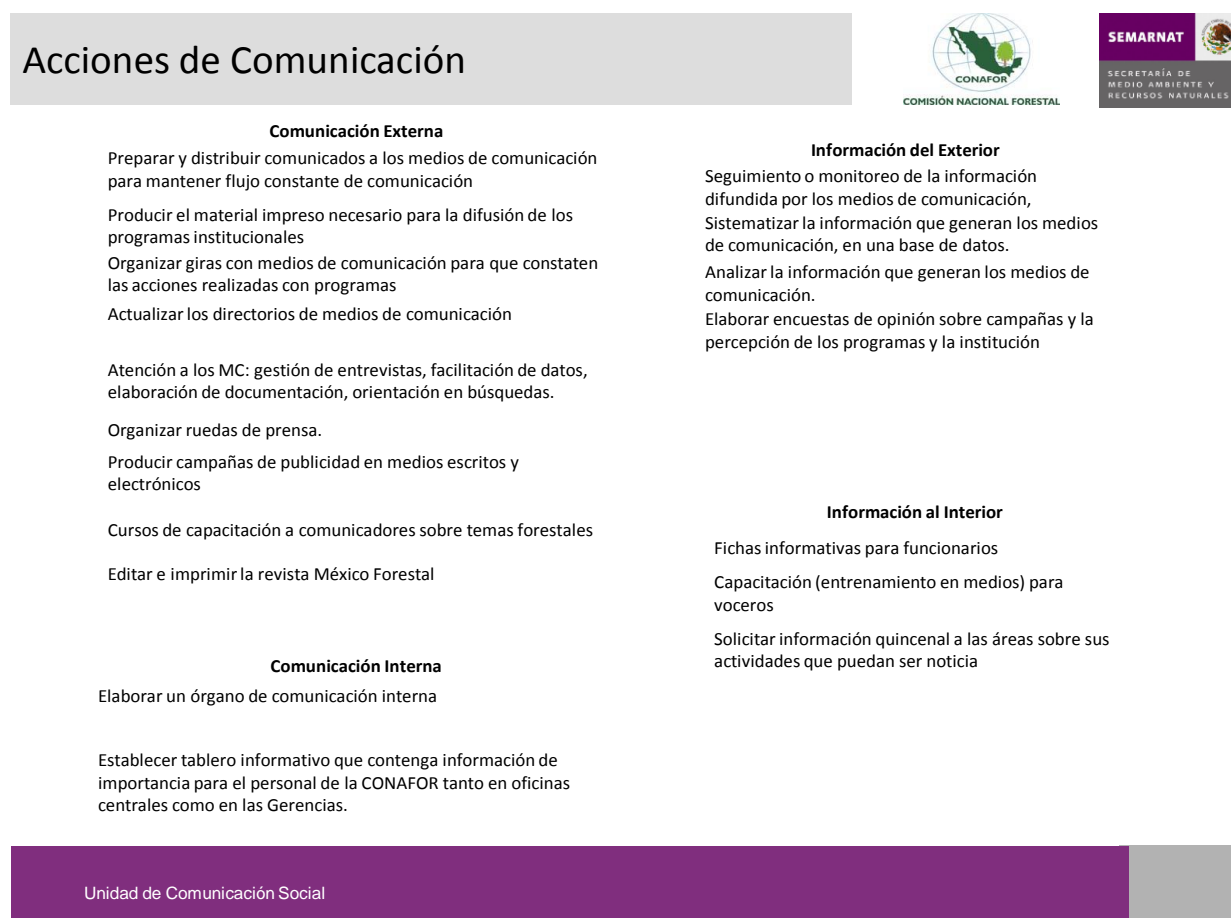 Acciones de Comunicación
CONAFOR
COMISIÓN NACIONAL FORESTAL
SEMARNAT
SECRETARÍA DE
MEDIO AMBIENTE Y
RECURSOS NATURALES
Comunicación Externa
Preparar y distribuir comunicados a los medios de comunicación
para mantener flujo constante de comunicación
Producir el material impreso necesario para la difusión de los
programas institucionales
Organizar giras con medios de comunicación para que constaten
las acciones realizadas con programas
Actualizar los directorios de medios de comunicación
Atención a los MC: gestión de entrevistas, facilitación de datos,
elaboración de documentación, orientación en búsquedas.
Organizar ruedas de prensa.
Producir campañas de publicidad en medios escritos y
electrónicos
Cursos de capacitación a comunicadores sobre temas forestales
Editar e imprimir la revista México Forestal
Comunicación Interna
Elaborar un órgano de comunicación interna
Establecer tablero informativo que contenga información de
importancia para el personal de la CONAFOR tanto en oficinas
centrales como en las Gerencias.
Información del Exterior
Seguimiento o monitoreo de la información
difundida por los medios de comunicación,
Sistematizar la información que generan los medios
de comunicación, en una base de datos.
Analizar la información que generan los medios de
comunicación.
Elaborar encuestas de opinión sobre campañas y la
percepción de los programas y la institución
Información al Interior
Fichas informativas para funcionarios
Capacitación (entrenamiento en medios) para
voceros
Solicitar información quincenal a las áreas sobre sus
actividades que puedan ser noticia
Unidad de Comunicación Social